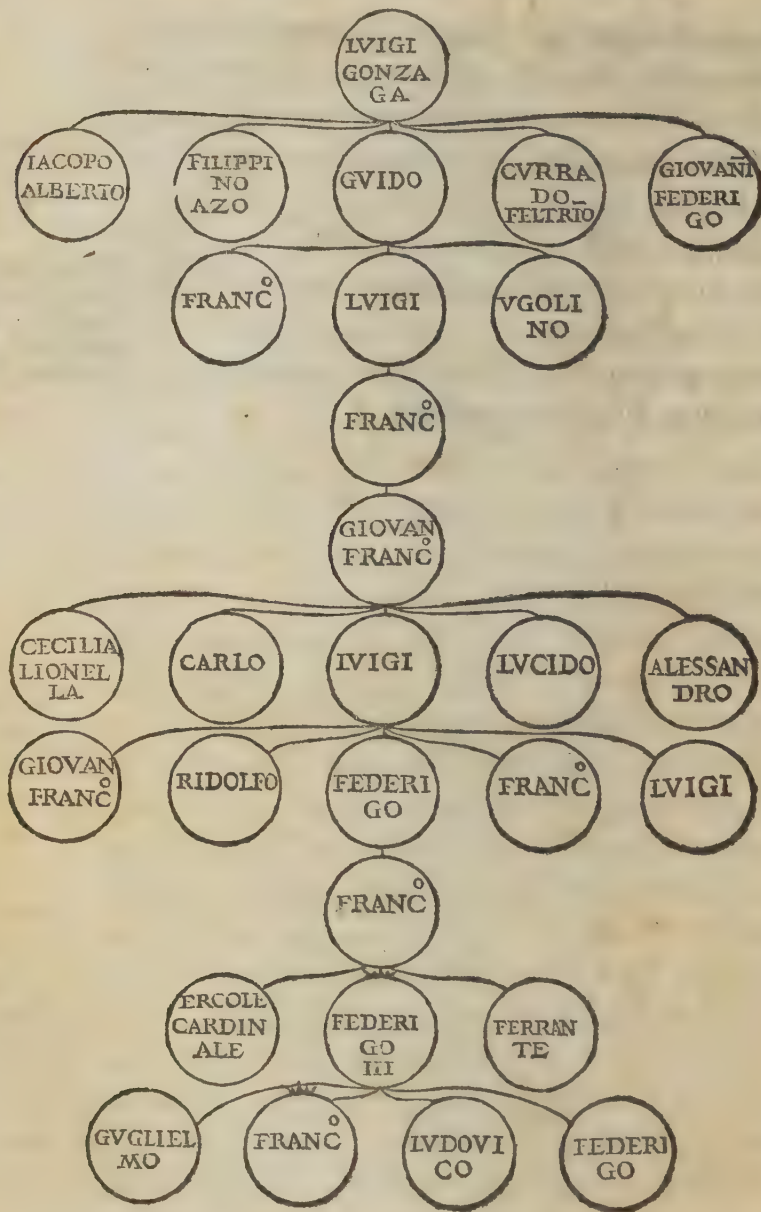 LVIGI
GONZA
GA
IACOPO
ALBERTO
FILIPPI
NO
AZO
GVIDO
CVRRA
DO
FELTRIO
GIOVAÑI
FEDERI
GO
FRANC̊
LVIGI
VGOLI
NO
FRANC̊
GIOVAN
FRANC̊
CECILIA
LIONEL
LA
CARLO
LVIGI
LVCIDO
ALESSAN
DRO
GIOVAN
FRANC̊
RIDOLFO
FEDERI
GO
FRANC̊
LVIGI
FRANC̊
ERCOLE
CARDIN
ALE
FEDERI
GO
III
FERRAN
TE
GVGLIEL
MO
FRANC̊
LVDOVI
CO
FEDERI
GO